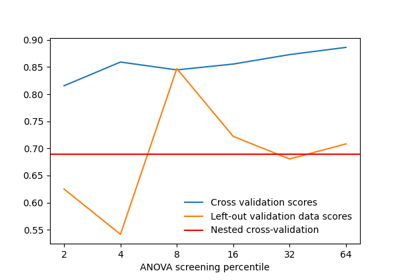 0.90
0.85
0.80
0.75
0.70
0.65
0.60
0.55
Cross validation scores
Left-out validation data scores
Nested cross-validation
2 4 8 16 32 64
ANOVA screening percentile